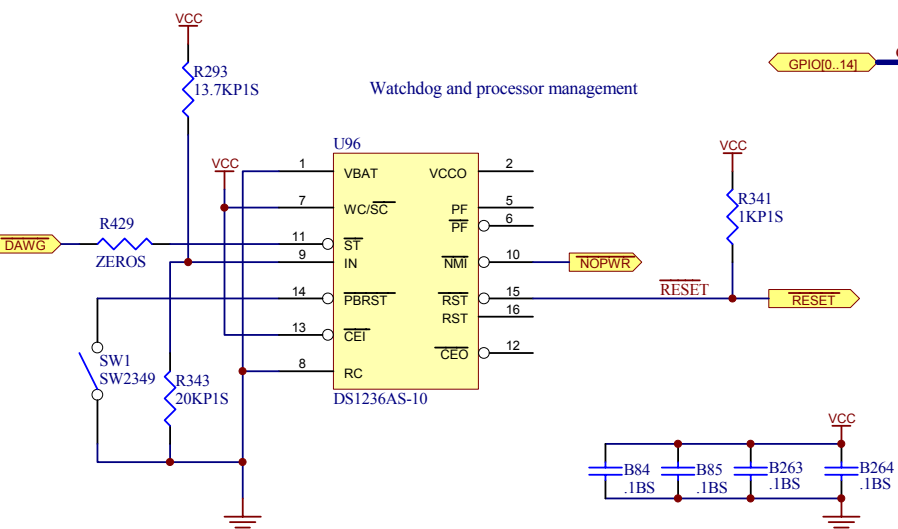 VCC
R293
13.7KP1S
GPIO[0..14]
Watchdog and processor management
U96
VCC
VCC
1 VBAT VCCO 2
7 WC/SC PF 5
PF 6
R341
1KP1S
R429
DAWG
ZEROS
11 ST
9 IN NMI 10 NOPWR
14 PBRST RST 15 RESET RESET
RST 16
13 CEI CEO 12
SW1
SW2349
8 RC
R343
20KP1S
DS1236AS-10
VCC
B84 B85 B263 B264
.1BS .1BS .1BS .1BS